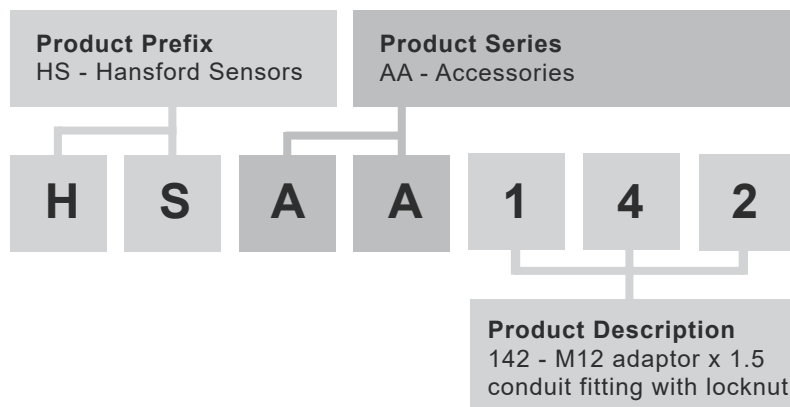 Product Prefix
HS - Hansford Sensors
Product Series
AA - Accessories
H S A A 1 4 2
Product Description
142 - M12 adaptor x 1.5
conduit fitting with locknut